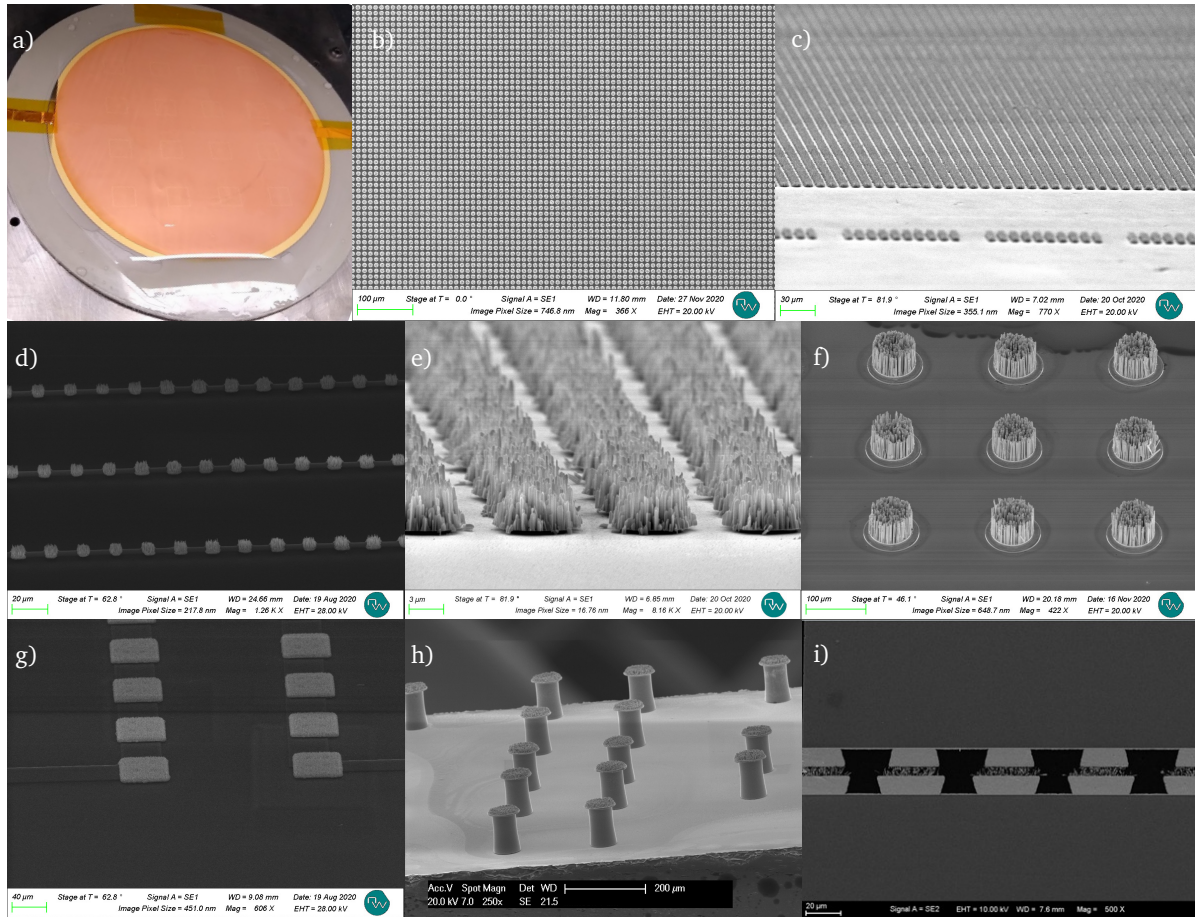 a)
b)
100 µm Stage at T = 0.0 ° Signal A = SE1 WD = 11.80 mm Date: 27 Nov 2020
Image Pixel Size = 746.8 nm Mag = 366 X EHT = 20.00 kV
c)
30 µm Stage at T = 81.9 ° Signal A = SE1 WD = 7.02 mm Date: 20 Oct 2020
Image Pixel Size = 355.1 nm Mag = 770 X EHT = 20.00 kV
d)
20 µm Stage at T = 62.8 ° Signal A = SE1 WD = 24.66 mm Date: 19 Aug 2020
Image Pixel Size = 217.8 nm Mag = 1.26 K X EHT = 28.00 kV
e)
3 µm Stage at T = 81.9 ° Signal A = SE1 WD = 6.85 mm Date: 20 Oct 2020
Image Pixel Size = 16.76 nm Mag = 8.16 K X EHT = 20.00 kV
f)
100 µm Stage at T = 46.1 ° Signal A = SE1 WD = 20.18 mm Date: 16 Nov 2020
Image Pixel Size = 648.7 nm Mag = 422 X EHT = 20.00 kV
g)
40 µm Stage at T = 62.8 ° Signal A = SE1 WD = 9.08 mm Date: 19 Aug 2020
Image Pixel Size = 451.0 nm Mag = 606 X EHT = 28.00 kV
h)
Acc.V Spot Magn Det WD 200 µm
20.0 kV 7.0 250x SE 21.5
i)
20 µm Signal A = SE2 EHT = 10.00 kV WD = 7.6 mm Mag = 500 X